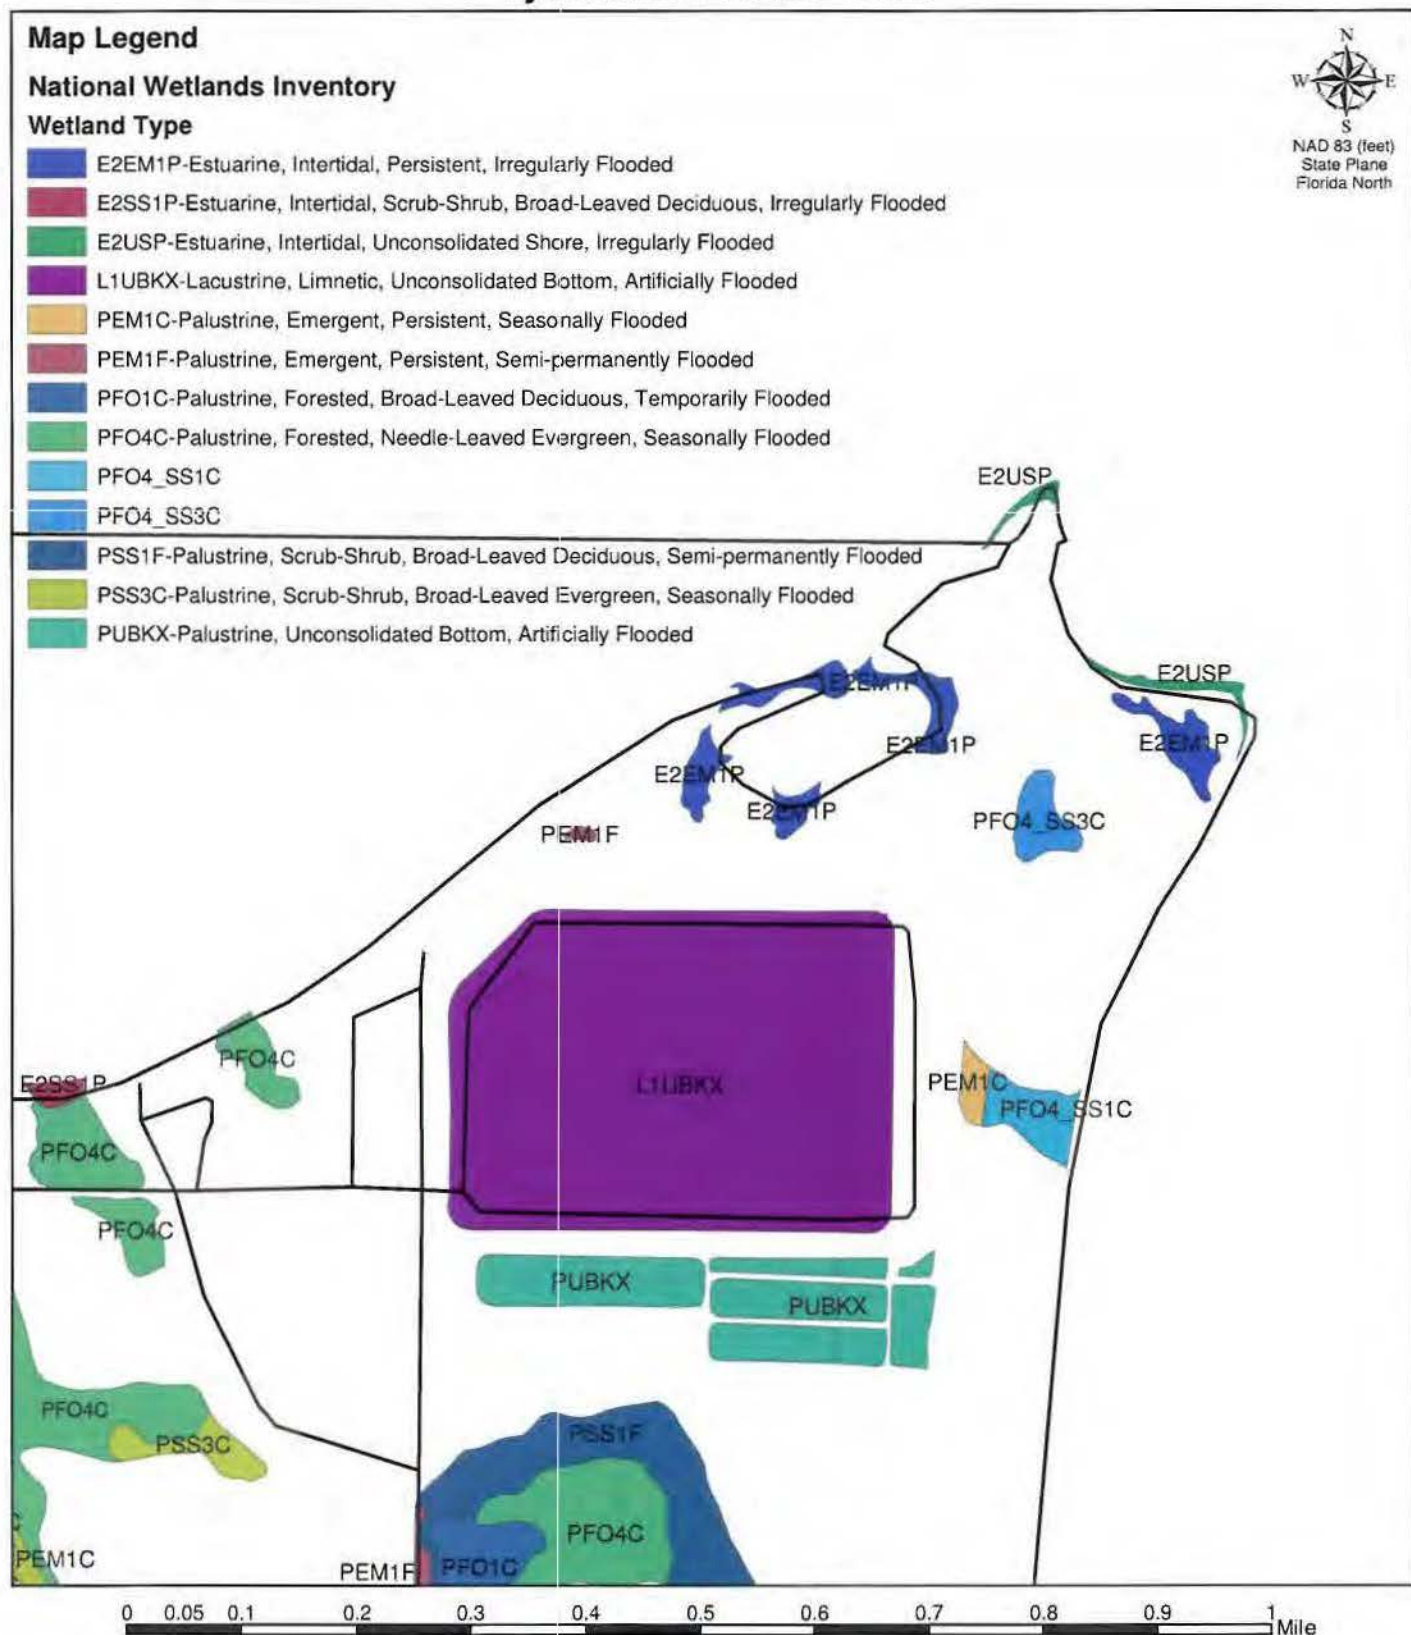 Map Legend
National Wetlands Inventory
Wetland Type
E2EM1P-Estuarine, Intertidal, Persistent, Irregularly Flooded
E2SS1P-Estuarine, Intertidal, Scrub-Shrub, Broad-Leaved Deciduous, Irregularly Flooded
E2USP-Estuarine, Intertidal, Unconsolidated Shore, Irregularly Flooded
L1UBKX-Lacustrine, Limnetic, Unconsolidated Bottom, Artificially Flooded
PEM1C-Palustrine, Emergent, Persistent, Seasonally Flooded
PEM1F-Palustrine, Emergent, Persistent, Semi-permanently Flooded
PFO1C-Palustrine, Forested, Broad-Leaved Deciduous, Temporarily Flooded
PFO4C-Palustrine, Forested, Needle-Leaved Evergreen, Seasonally Flooded
PFO4_SS1C
PFO4_SS3C
PSS1F-Palustrine, Scrub-Shrub, Broad-Leaved Deciduous, Semi-permanently Flooded
PSS3C-Palustrine, Scrub-Shrub, Broad-Leaved Evergreen, Seasonally Flooded
PUBKX-Palustrine, Unconsolidated Bottom, Artificially Flooded
N
W E
S
NAD 83 (feet)
State Plane
Florida North
E2USP
E2USP
E2EM1P
E2EM1P
E2EM1P
E2EM1P
E2EM1P
PFO4_SS3C
PEM1F
PFO4C
E2SS1P
L1UBKX
PEM1C
PFO4_SS1C
PFO4C
PFO4C
PUBKX
PUBKX
PFO4C
PSS3C
PSS1F
PFO4C
C
PEM1C
PEM1F
PFO1C
0 0.05 0.1 0.2 0.3 0.4 0.5 0.6 0.7 0.8 0.9 1
Mile